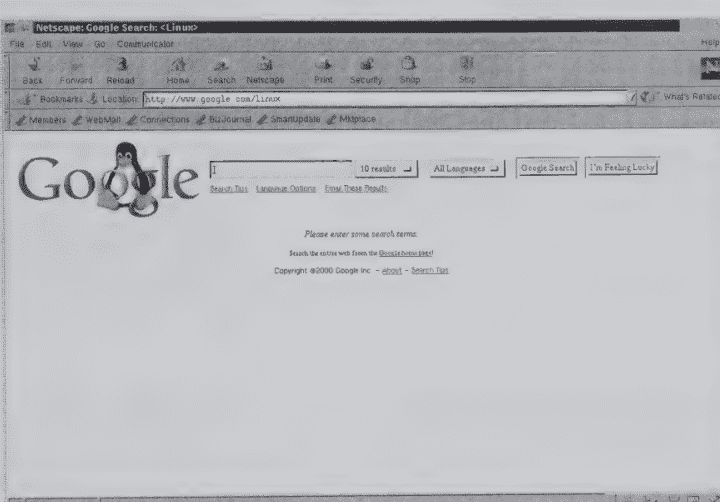 Netscape: Google Search: <Linux>
File Edit View Go Communicator Help
Back Forward Reload Home Search Netscape Print Security Shop Stop
Bookmarks Location: http://www.google.com/linux What's Related
Members WebMail Connections BizJournal SmartUpdate Mktplace
Google 10 results All Languages Google Search I'm Feeling Lucky
Search Tips Language Options Email These Results
Please enter some search terms.
Search the entire web from the Google home page!
Copyright ©2000 Google Inc. - About - Search Tips